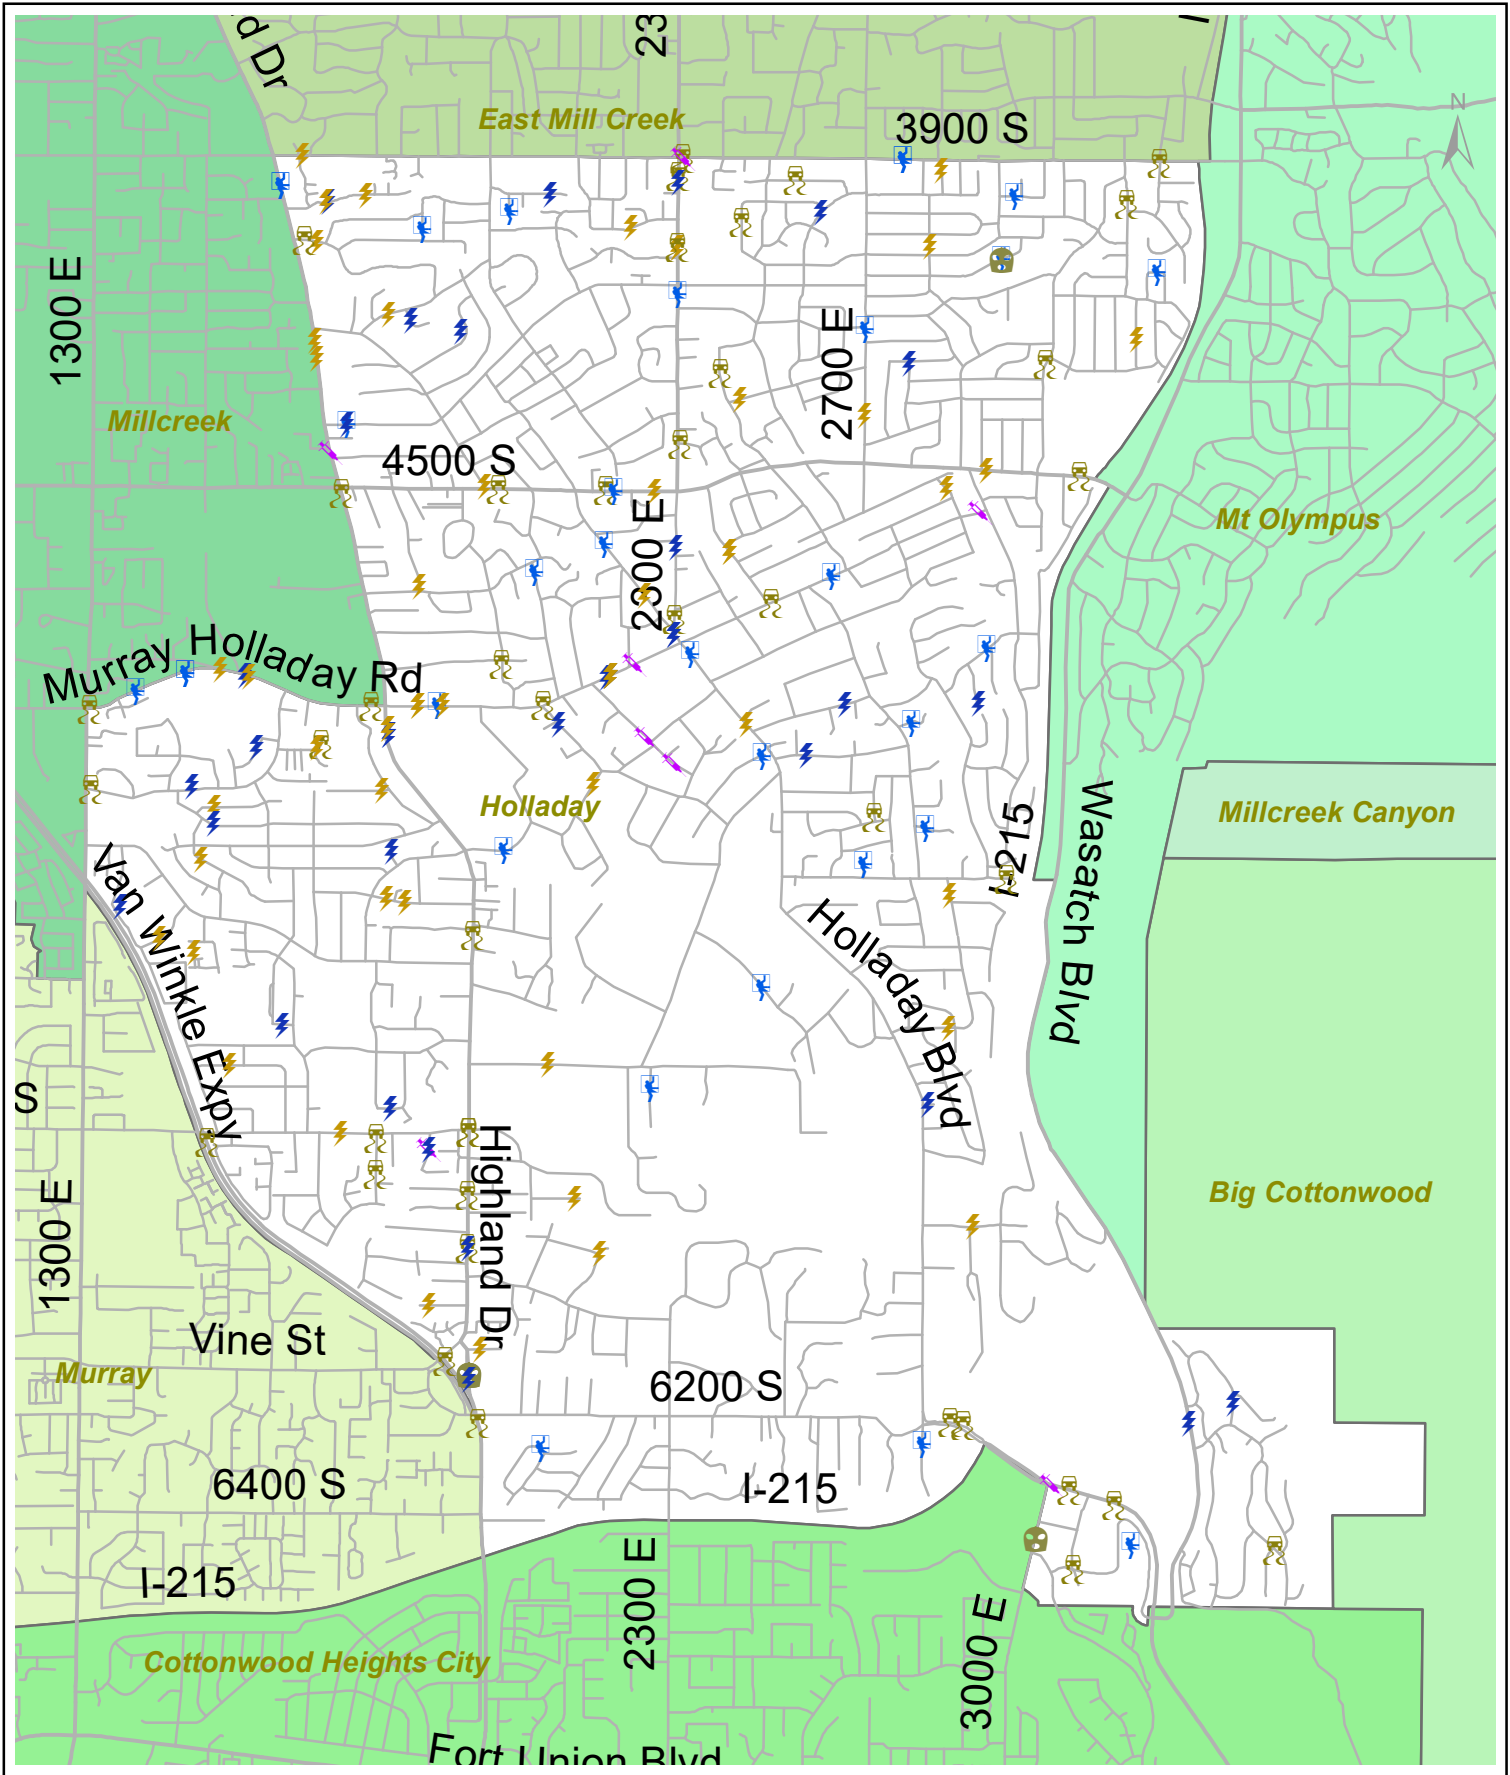 d Dr
23
East Mill Creek
3900 S
N
1300 E
2700 E
Millcreek
4500 S
2300 E
Mt Olympus
Murray Holladay Rd
Holladay
I-215
Wasatch Blvd
Millcreek Canyon
Van Winkle Expy
Holladay Blvd
S
Highland Dr
1300 E
Big Cottonwood
Vine St
Murray
6200 S
6400 S
I-215
I-215
2300 E
3000 E
Cottonwood Heights City
Fort Union Blvd